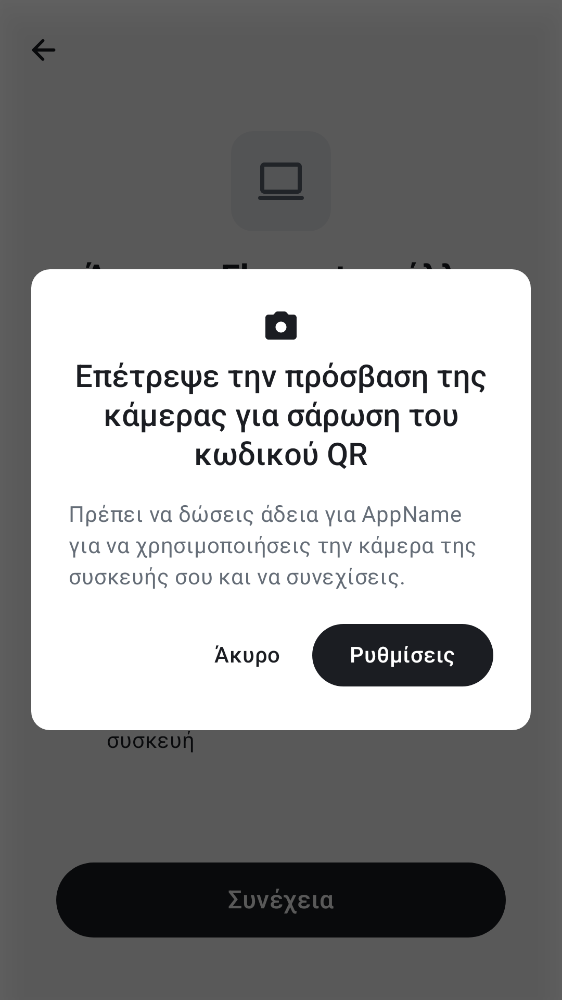 Επέτρεψε την πρόσβαση της
κάμερας για σάρωση του
κωδικού QR
Πρέπει να δώσεις άδεια για AppName
για να χρησιμοποιήσεις την κάμερα της
συσκευής σου και να συνεχίσεις.
Άκυρο
Ρυθμίσεις
συσκευή
Συνέχεια